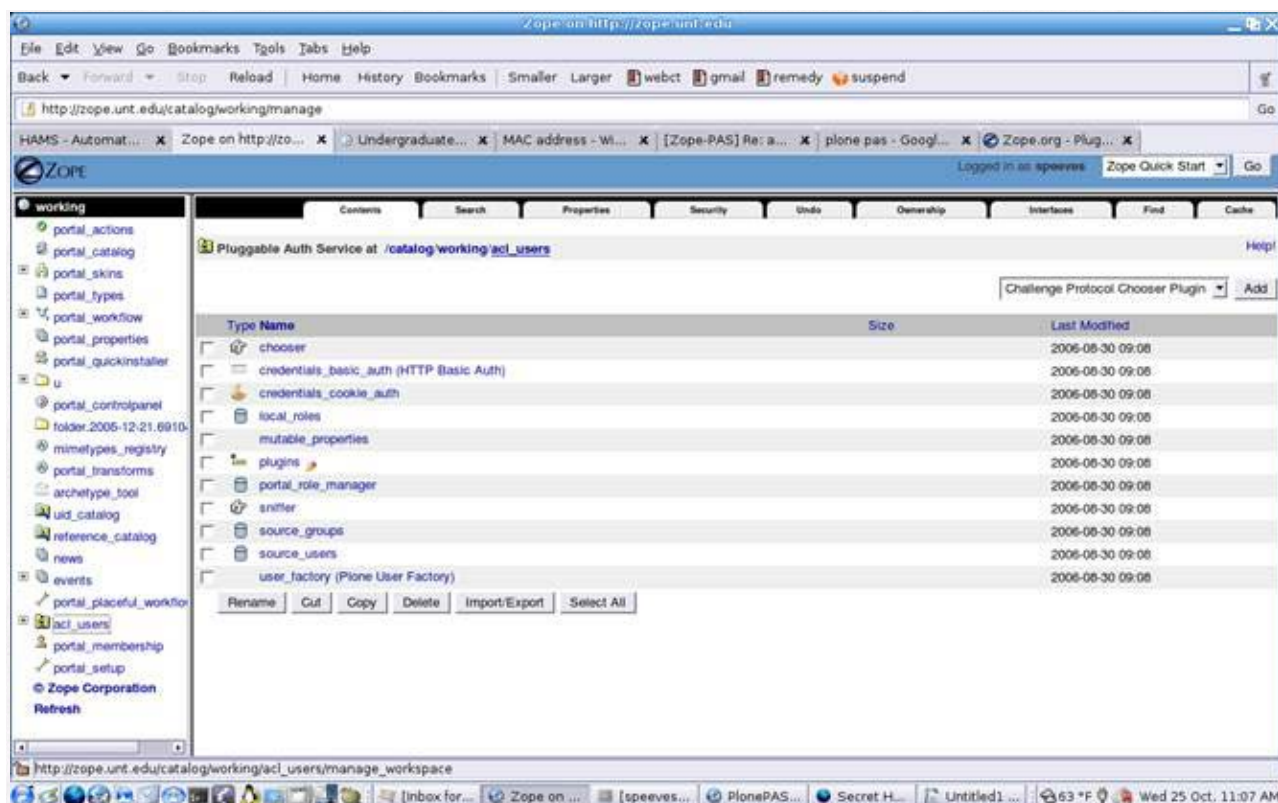 Zope on http://zope.unt.edu
File Edit View Go Bookmarks Tools Tabs Help
Back Forward Stop Reload Home History Bookmarks Smaller Larger webct gmail remedy suspend
http://zope.unt.edu/catalog/working/manage Go
HAMS - Automat... Zope on http://zo... Undergraduate... MAC address - Wi... [Zope-PAS] Re: a... plone pas - Googl... Zope.org - Plug...
ZOPE Logged in as speeves Zope Quick Start Go
working
portal_actions
portal_catalog
portal_skins
portal_types
portal_workflow
portal_properties
portal_quickinstaller
u
portal_controlpanel
folder.2005-12-21.6910-
mimetypes_registry
portal_transforms
archetype_tool
uid_catalog
reference_catalog
news
events
portal_placeful_workflo
acl_users
portal_membership
portal_setup
© Zope Corporation
Refresh
Contents Search Properties Security Undo Ownership Interfaces Find Cache
Pluggable Auth Service at /catalog/working/acl_users Help!
Challenge Protocol Chooser Plugin Add
Type Name Size Last Modified
chooser 2006-08-30 09:08
credentials_basic_auth (HTTP Basic Auth) 2006-08-30 09:08
credentials_cookie_auth 2006-08-30 09:08
local_roles 2006-08-30 09:08
mutable_properties 2006-08-30 09:08
plugins 2006-08-30 09:08
portal_role_manager 2006-08-30 09:08
sniffer 2006-08-30 09:08
source_groups 2006-08-30 09:08
source_users 2006-08-30 09:08
user_factory (Plone User Factory) 2006-08-30 09:08
Rename Cut Copy Delete Import/Export Select All
http://zope.unt.edu/catalog/working/acl_users/manage_workspace
[Inbox for... Zope on ... [speeves... PlonePAS... Secret H... Untitled1 ... 63 °F Wed 25 Oct, 11:07 AM